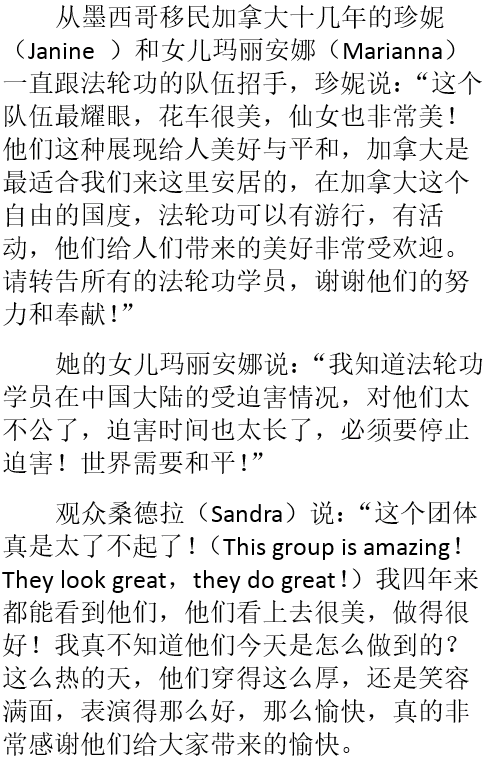 从墨西哥移民加拿大十几年的珍妮
（Janine ）和女儿玛丽安娜（Marianna）
一直跟法轮功的队伍招手，珍妮说：“这个
队伍最耀眼，花车很美，仙女也非常美！
他们这种展现给人美好与平和，加拿大是
最适合我们来这里安居的，在加拿大这个
自由的国度，法轮功可以有游行，有活
动，他们给人们带来的美好非常受欢迎。
请转告所有的法轮功学员，谢谢他们的努
力和奉献！”
她的女儿玛丽安娜说：“我知道法轮功
学员在中国大陆的受迫害情况，对他们太
不公了，迫害时间也太长了，必须要停止
迫害！世界需要和平！”
观众桑德拉（Sandra）说：“这个团体
真是太了不起了！（This group is amazing！
They look great，they do great！）我四年来
都能看到他们，他们看上去很美，做得很
好！我真不知道他们今天是怎么做到的？
这么热的天，他们穿得这么厚，还是笑容
满面，表演得那么好，那么愉快，真的非
常感谢他们给大家带来的愉快。